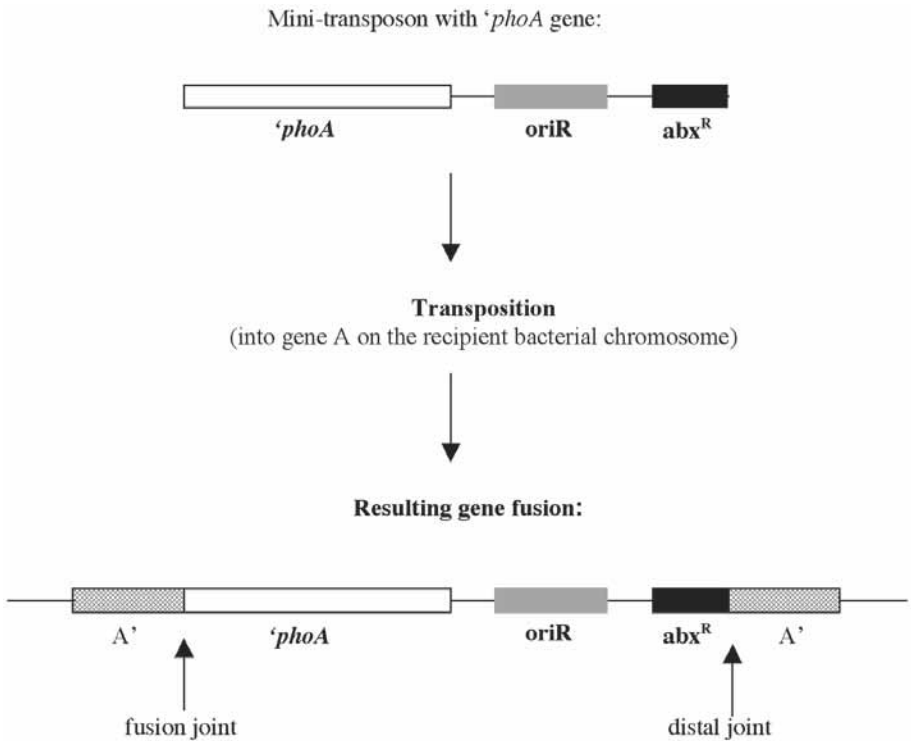 Mini-transposon with ‘phoA gene:
‘phoA oriR abxᴿ
Transposition
(into gene A on the recipient bacterial chromosome)
Resulting gene fusion:
A’ ‘phoA oriR abxᴿ A’
fusion joint distal joint